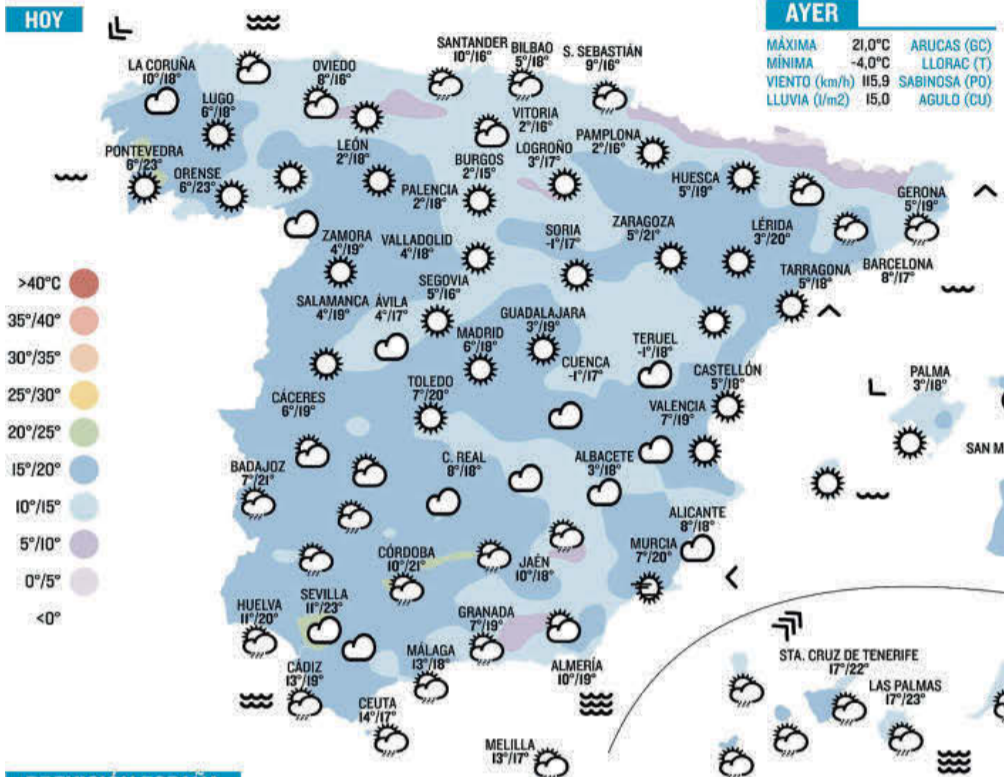 HOY
AYER
MÁXIMA 21,0°C ARUCAS (GC)
MÍNIMA -4,0°C LLORAC (T)
VIENTO (km/h) 115,9 SABINOSA (PD)
LLUVIA (l/m2) 15,0 AGULO (CU)
SANTANDER
10°/16°
BILBAO
5°/18°
S. SEBASTIÁN
9°/16°
LA CORUÑA
10°/18°
OVIEDO
8°/16°
LUGO
6°/18°
VITORIA
2°/16°
PAMPLONA
2°/16°
LEÓN
2°/18°
LOGROÑO
3°/17°
PONTEVEDRA
6°/23°
ORENSE
6°/23°
BURGOS
2°/15°
PALENCIA
2°/18°
HUESCA
5°/19°
GERONA
5°/19°
ZAMORA
4°/19°
VALLADOLID
4°/18°
SORIA
-1°/17°
ZARAGOZA
5°/21°
LÉRIDA
3°/20°
BARCELONA
8°/17°
TARRAGONA
5°/18°
SEGOVIA
5°/16°
SALAMANCA
4°/19°
ÁVILA
4°/17°
GUADALAJARA
3°/19°
MADRID
6°/18°
TERUEL
-1°/18°
CUENCA
-1°/17°
CASTELLÓN
5°/18°
PALMA
3°/18°
TOLEDO
7°/20°
CÁCERES
6°/19°
VALENCIA
7°/19°
SAN M
BADAJOZ
7°/21°
C. REAL
8°/18°
ALBACETE
3°/18°
ALICANTE
8°/18°
MURCIA
7°/20°
CÓRDOBA
10°/21°
JAÉN
10°/18°
HUELVA
11°/20°
SEVILLA
11°/23°
GRANADA
7°/19°
MÁLAGA
13°/18°
ALMERÍA
10°/19°
CÁDIZ
13°/19°
CEUTA
14°/17°
MELILLA
13°/17°
STA. CRUZ DE TENERIFE
17°/22°
LAS PALMAS
17°/23°
>40°C
35°/40°
30°/35°
25°/30°
20°/25°
15°/20°
10°/15°
5°/10°
0°/5°
<0°